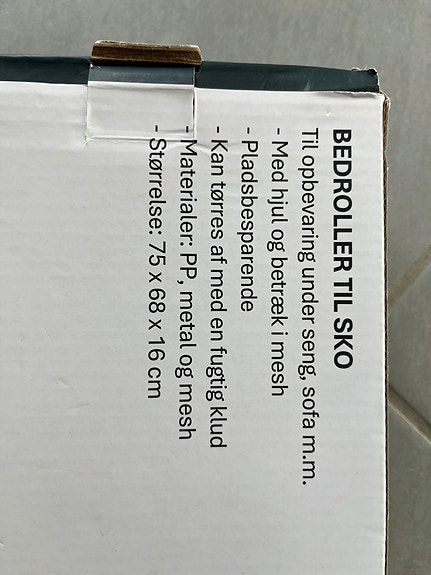 BEDROLLER TIL SKO
Til opbevaring under seng, sofa m.m.
- Med hjul og betræk i mesh
- Pladsbesparende
- Kan tørres af med en fugtig klud
- Materialer: PP, metal og mesh
- Størrelse: 75 x 68 x 16 cm